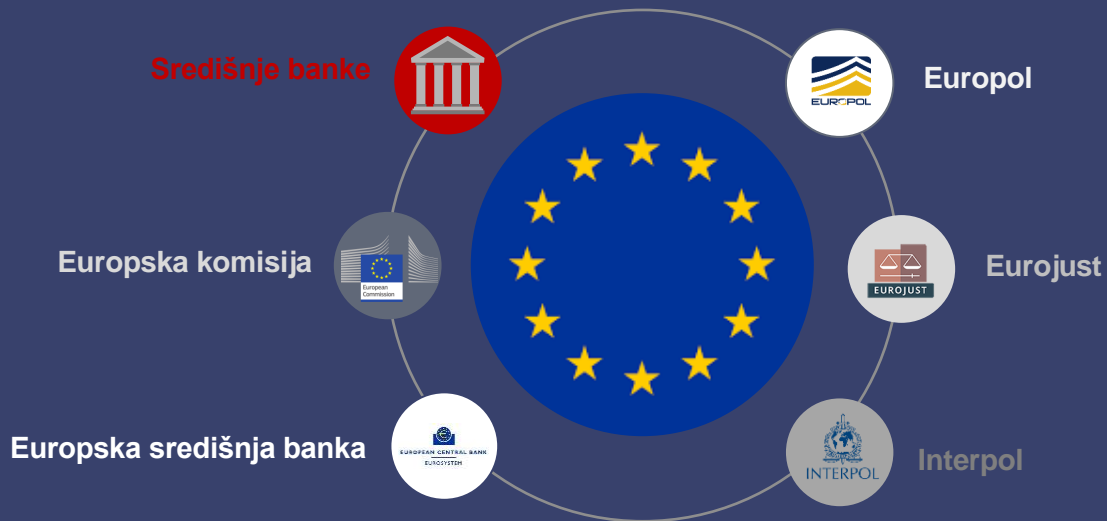 Središnje banke
EUROPOL
Europol
Europska komisija
European
Commission
EUROJUST
Eurojust
Europska središnja banka
EUROPEAN CENTRAL BANK
EUROSYSTEM
INTERPOL
Interpol